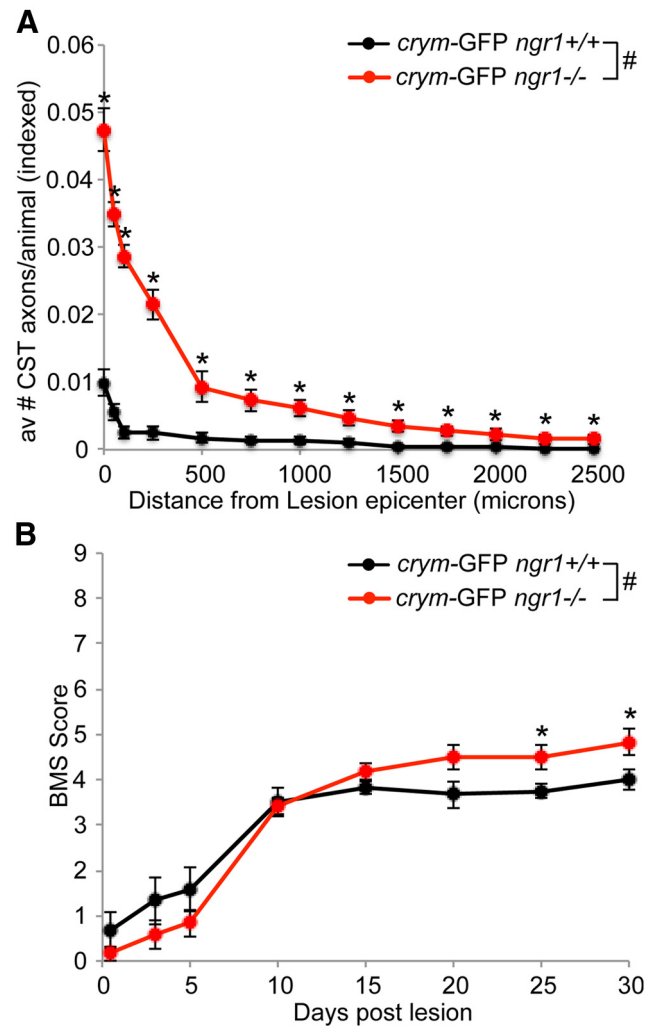 A
0.06
0.05
0.04
0.03
0.02
0.01
0
av # CST axons/animal (indexed)
crym-GFP ngr1+/+
crym-GFP ngr1-/-
#
* * * * * * * * * * * * *
0 500 1000 1500 2000 2500
Distance from Lesion epicenter (microns)
B
9
8
7
6
5
4
3
2
1
0
BMS Score
crym-GFP ngr1+/+
crym-GFP ngr1-/-
#
* *
0 5 10 15 20 25 30
Days post lesion